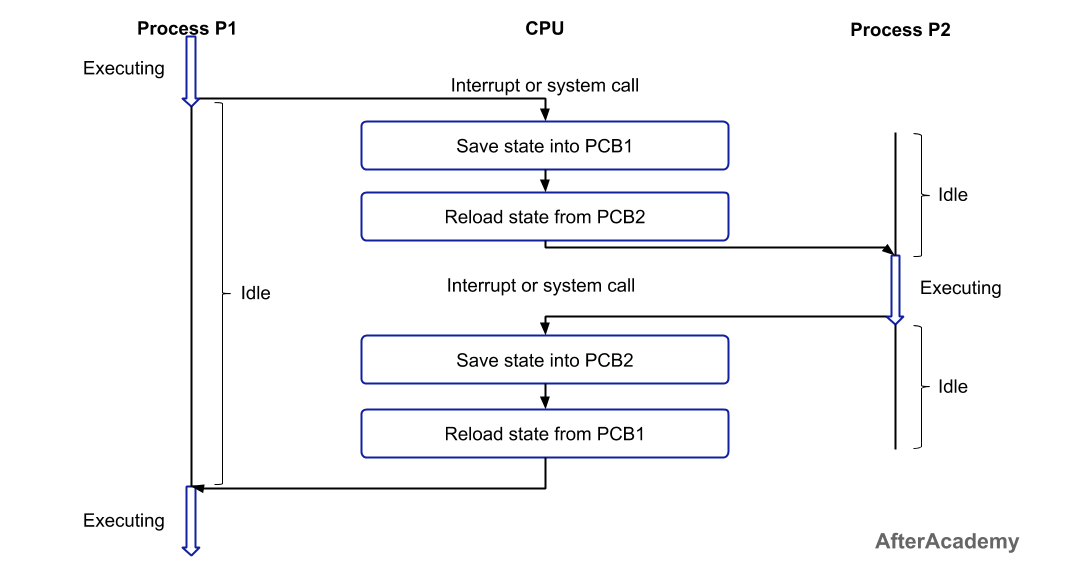 Process P1
CPU
Process P2
Executing
Interrupt or system call
Save state into PCB1
Idle
Reload state from PCB2
Idle
Interrupt or system call
Executing
Save state into PCB2
Idle
Reload state from PCB1
Executing
AfterAcademy